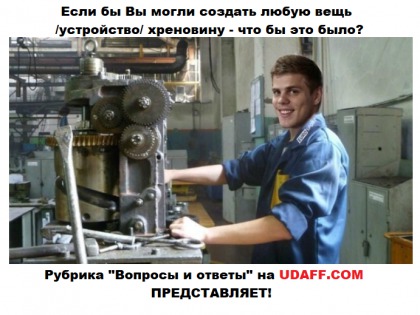 Если бы Вы могли создать любую вещь
/устройство/ хреновину - что бы это было?
Рубрика "Вопросы и ответы" на UDAFF.COM
ПРЕДСТАВЛЯЕТ!